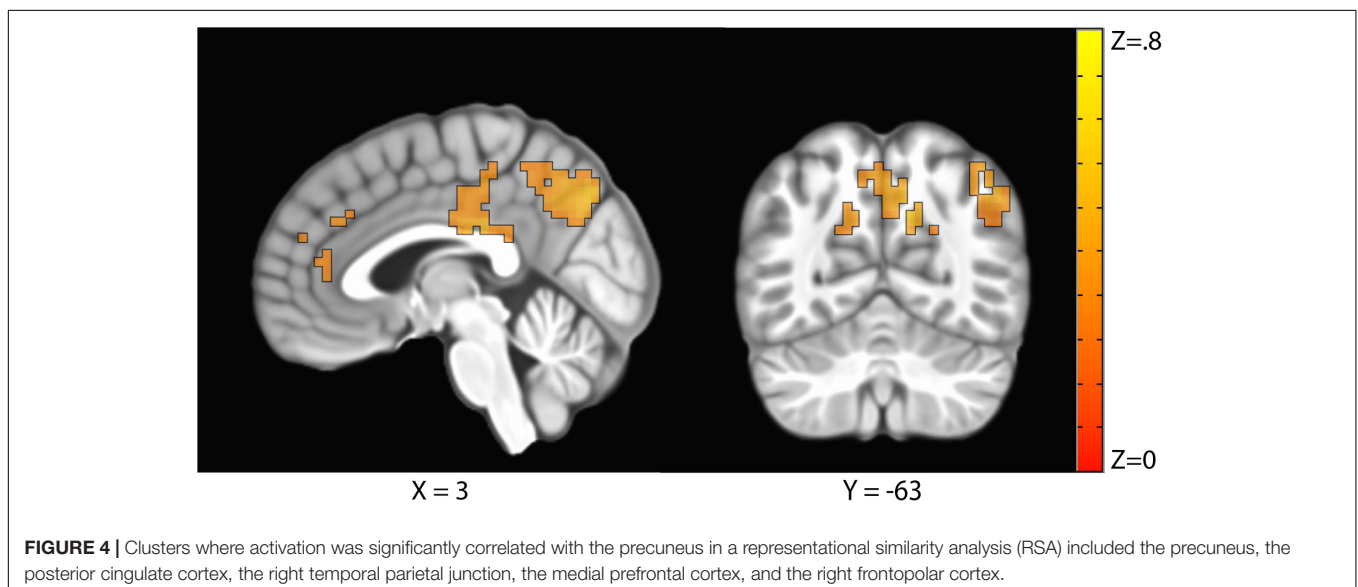 Z=.8
Z=0
X = 3
Y = -63
FIGURE 4 | Clusters where activation was significantly correlated with the precuneus in a representational similarity analysis (RSA) included the precuneus, the
posterior cingulate cortex, the right temporal parietal junction, the medial prefrontal cortex, and the right frontopolar cortex.